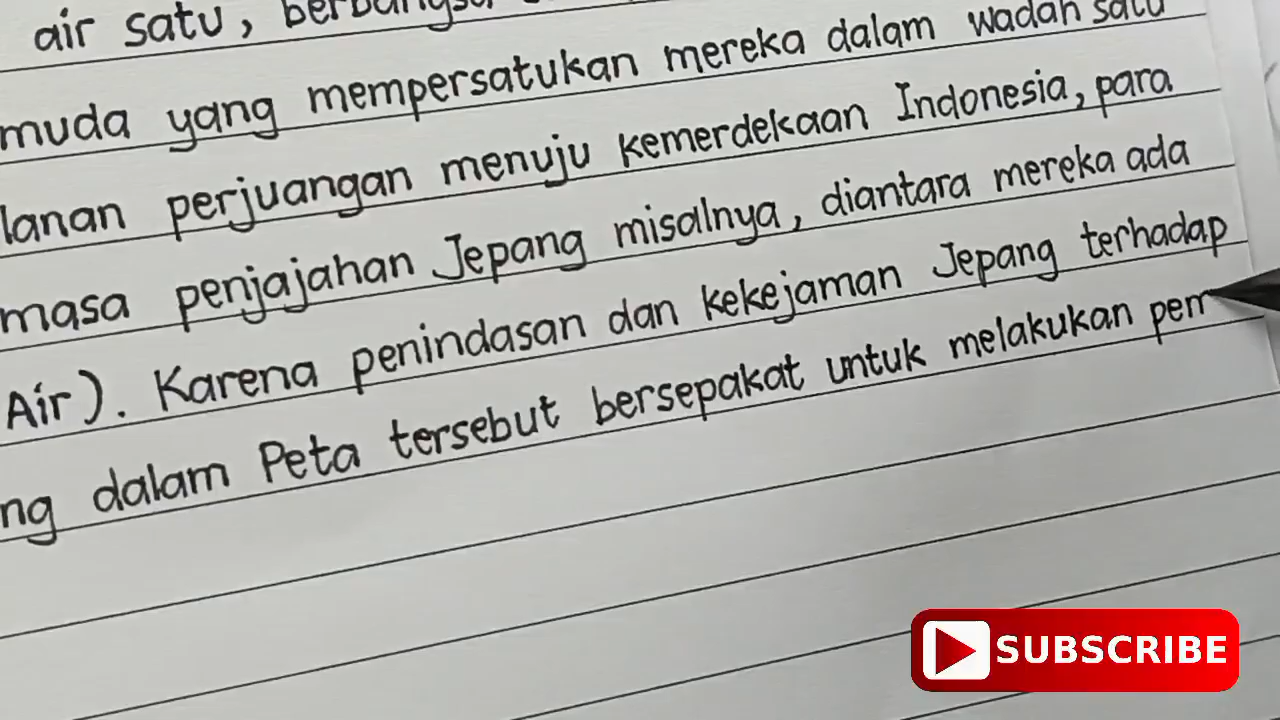 air satu, berbangsa
muda yang mempersatukan mereka dalam wadah satu
lanan perjuangan menuju kemerdekaan Indonesia, para
masa penjajahan Jepang misalnya, diantara mereka ada
Air). Karena penindasan dan kekejaman Jepang terhadap
ng dalam Peta tersebut bersepakat untuk melakukan pem
SUBSCRIBE